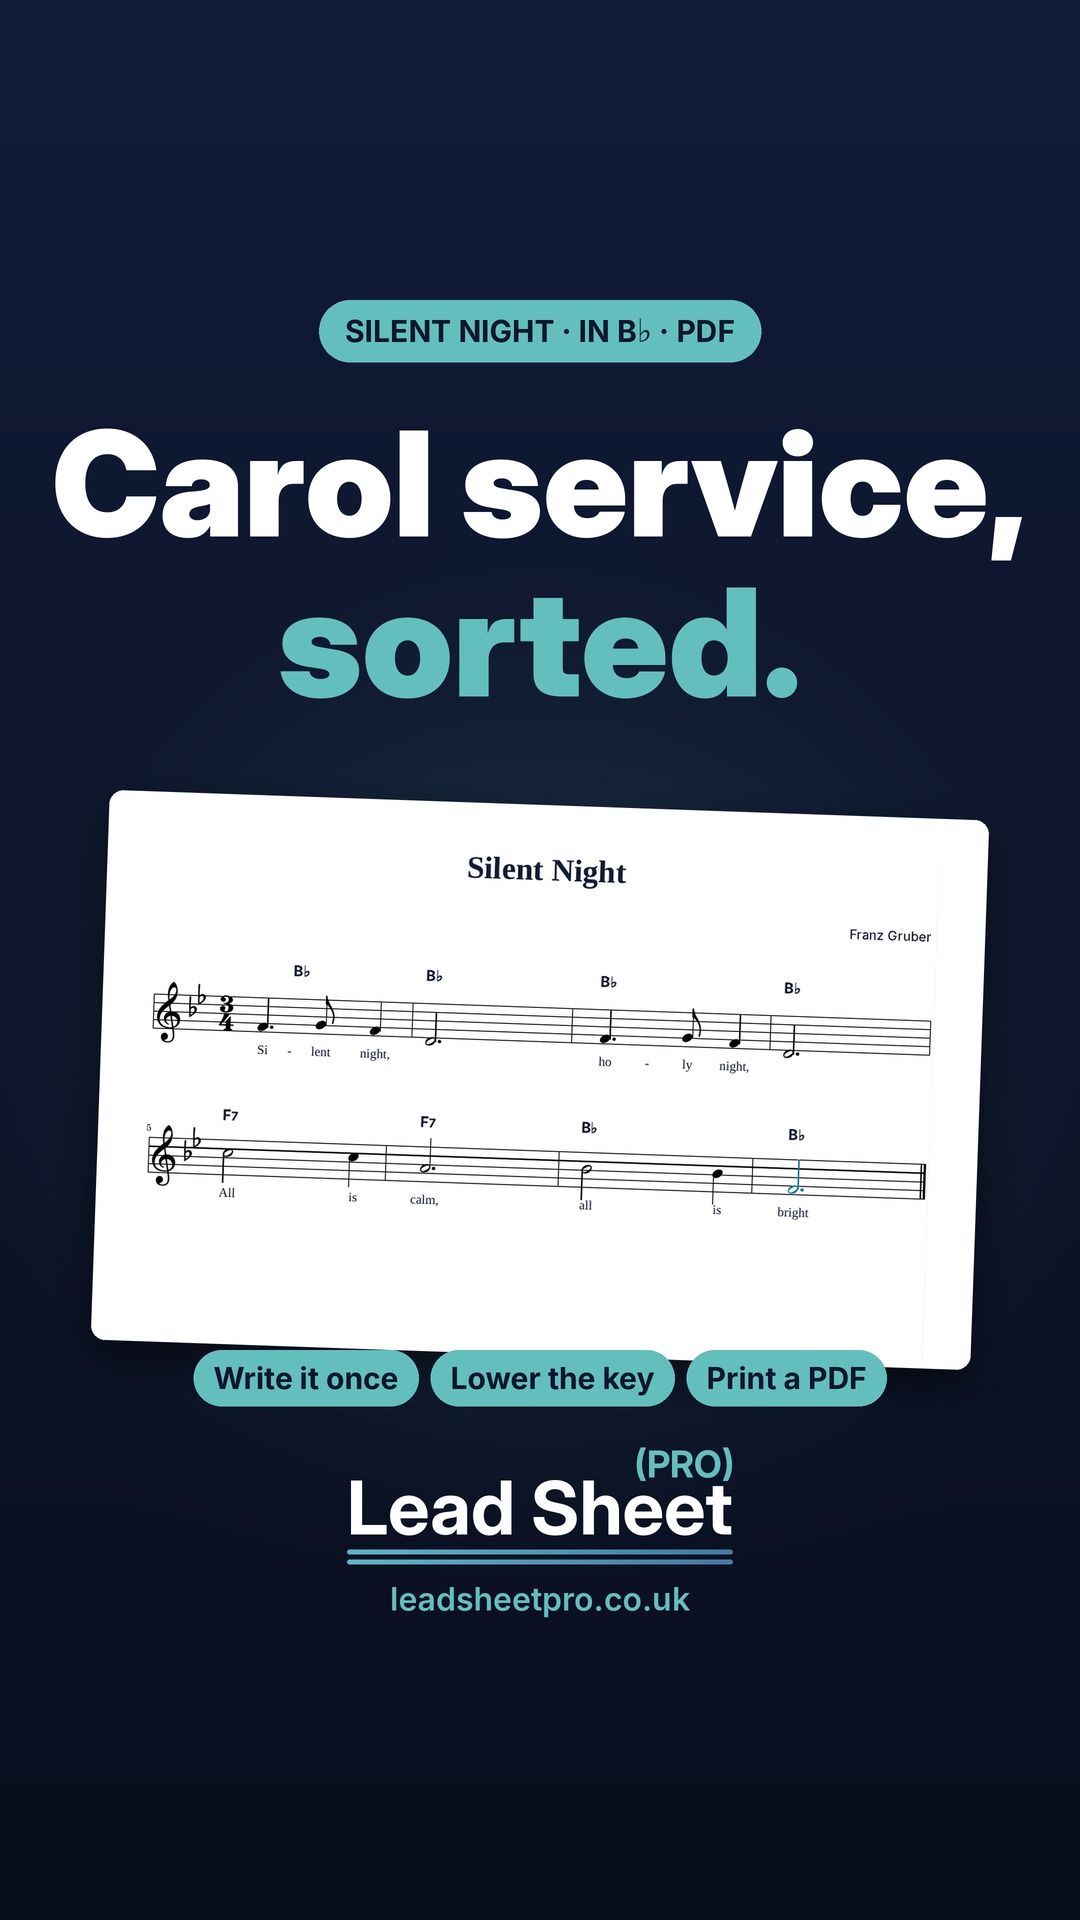 SILENT NIGHT · IN B♭ · PDF
Carol service,
sorted.
Silent Night
Franz Gruber
B♭ B♭ B♭ B♭
3
4
Si - lent night, ho - ly night,
F7 F7 B♭ B♭
5
All is calm, all is bright
Write it once
Lower the key
Print a PDF
(PRO)
Lead Sheet
leadsheetpro.co.uk